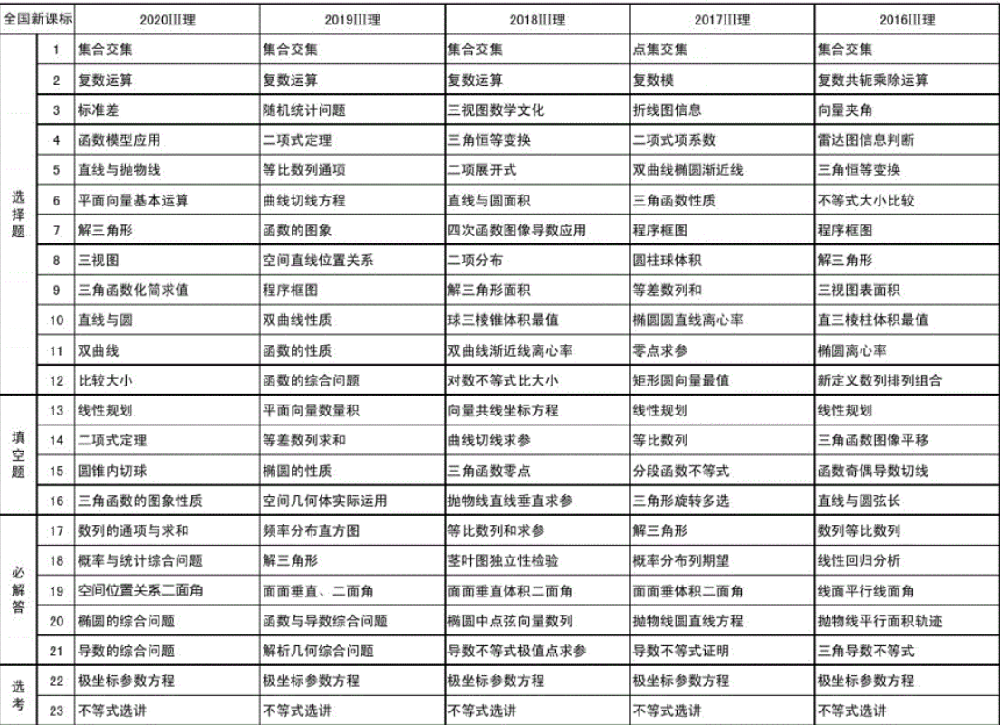 全国新课标 2020III理 2019III理 2018III理 2017III理 2016III理
选择题
1 集合交集 集合交集 集合交集 点集交集 集合交集
2 复数运算 复数运算 复数运算 复数模 复数共轭乘除运算
3 标准差 随机统计问题 三视图数学文化 折线图信息 向量夹角
4 函数模型应用 二项式定理 三角恒等变换 二项式项系数 雷达图信息判断
5 直线与抛物线 等比数列通项 二项展开式 双曲线椭圆渐近线 三角恒等变换
6 平面向量基本运算 曲线切线方程 直线与圆面积 三角函数性质 不等式大小比较
7 解三角形 函数的图象 四次函数图像导数应用 程序框图 程序框图
8 三视图 空间直线位置关系 二项分布 圆柱球体积 解三角形
9 三角函数化简求值 程序框图 解三角形面积 等差数列和 三视图表面积
10 直线与圆 双曲线性质 球三棱锥体积最值 椭圆圆直线离心率 直三棱柱体积最值
11 双曲线 函数的性质 双曲线渐近线离心率 零点求参 椭圆离心率
12 比较大小 函数的综合问题 对数不等式比大小 矩形圆向量最值 新定义数列排列组合
填空题
13 线性规划 平面向量数量积 向量共线坐标方程 线性规划 线性规划
14 二项式定理 等差数列求和 曲线切线求参 等比数列 三角函数图像平移
15 圆锥内切球 椭圆的性质 三角函数零点 分段函数不等式 函数奇偶导数切线
16 三角函数的图象性质 空间几何体实际运用 抛物线直线垂直求参 三角形旋转多选 直线与圆弦长
必解答
17 数列的通项与求和 频率分布直方图 等比数列和求参 解三角形 数列等比数列
18 概率与统计综合问题 解三角形 茎叶图独立性检验 概率分布列期望 线性回归分析
19 空间位置关系二面角 面面垂直、二面角 面面垂直体积二面角 面面垂体积二面角 线面平行线面角
20 椭圆的综合问题 函数与导数综合问题 椭圆中点弦向量数列 抛物线圆直线方程 抛物线平行面积轨迹
21 导数的综合问题 解析几何综合问题 导数不等式极值点求参 导数不等式证明 三角导数不等式
选考
22 极坐标参数方程 极坐标参数方程 极坐标参数方程 极坐标参数方程 极坐标参数方程
23 不等式选讲 不等式选讲 不等式选讲 不等式选讲 不等式选讲